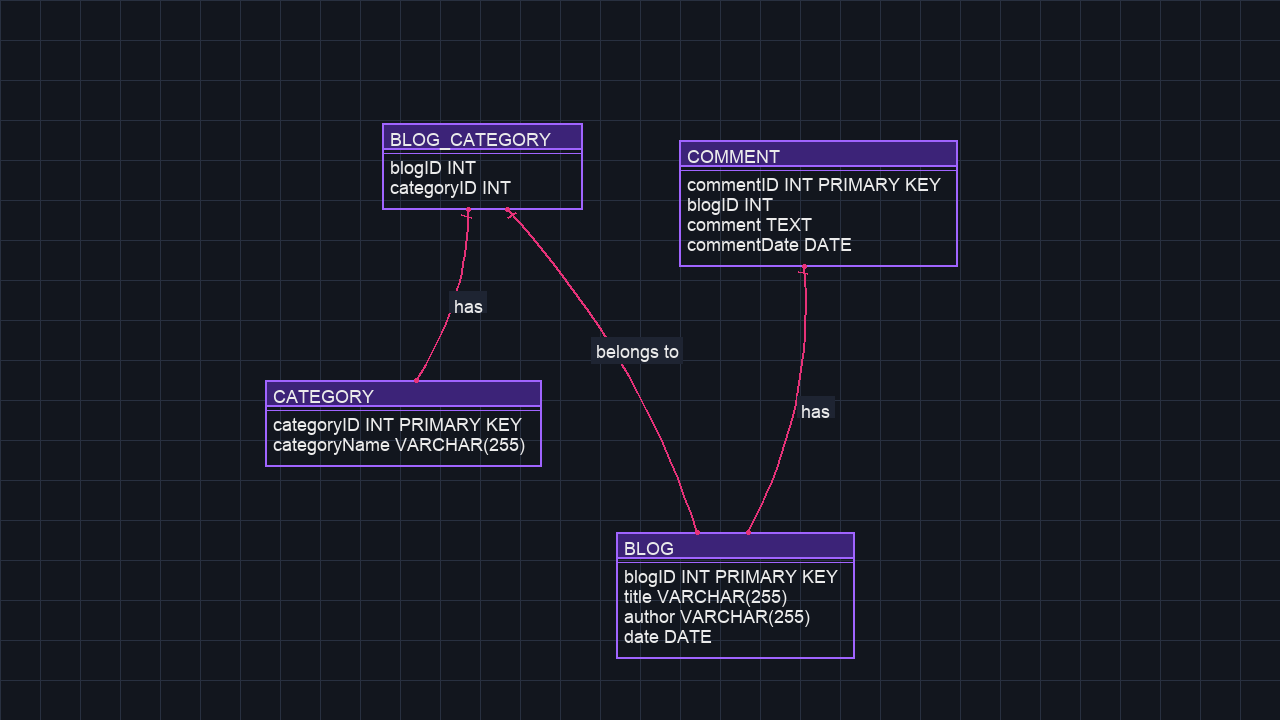 BLOG_CATEGORY
blogID INT
categoryID INT
COMMENT
commentID INT PRIMARY KEY
blogID INT
comment TEXT
commentDate DATE
has
belongs to
CATEGORY
categoryID INT PRIMARY KEY
categoryName VARCHAR(255)
has
BLOG
blogID INT PRIMARY KEY
title VARCHAR(255)
author VARCHAR(255)
date DATE